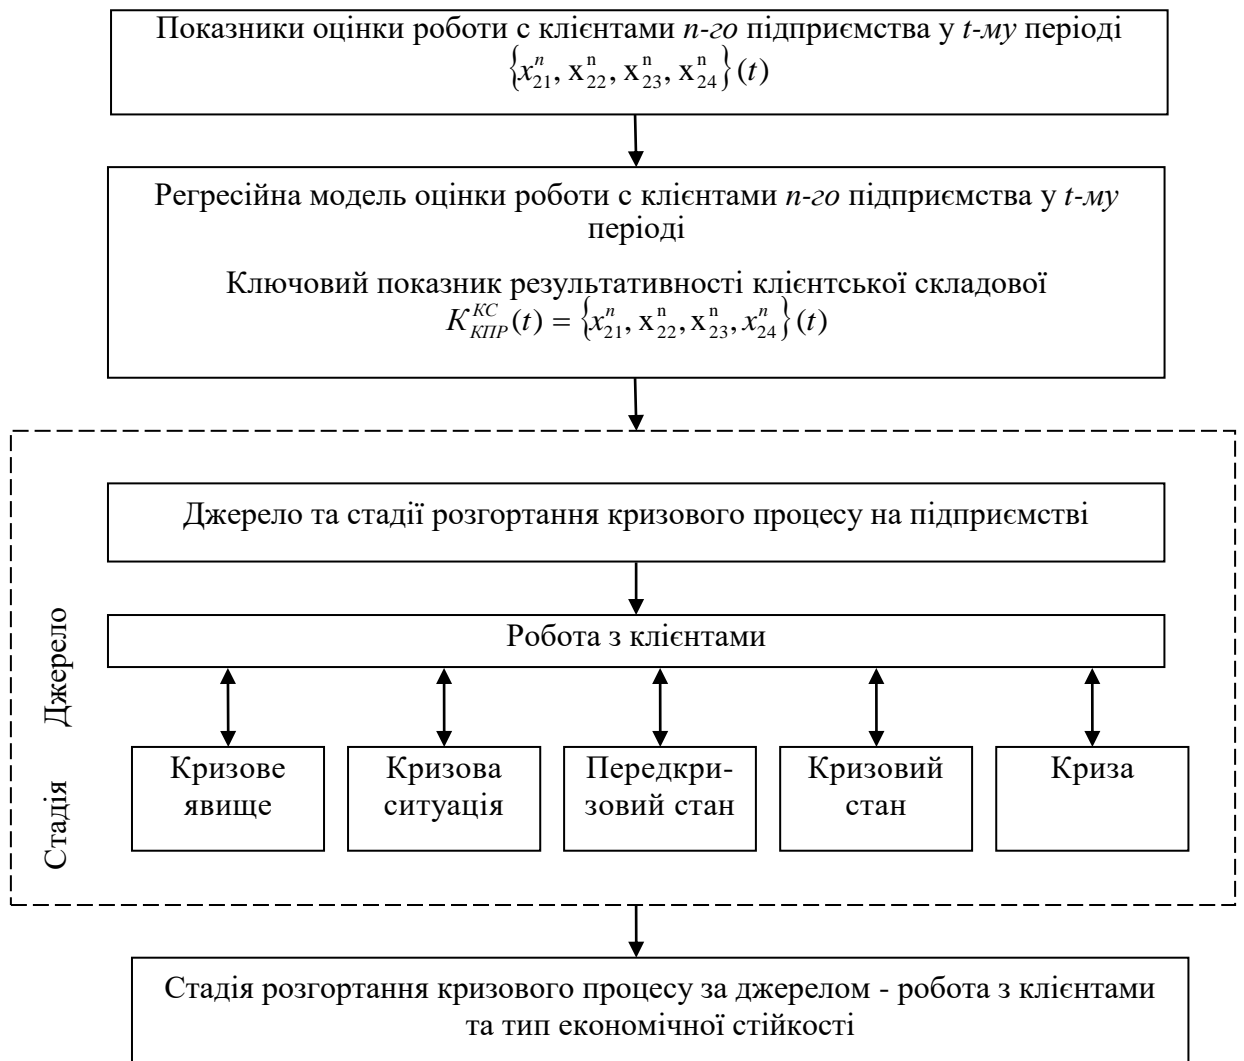 Показники оцінки роботи с клієнтами n-го підприємства у t-му періоді
{x₂₁ⁿ, x₂₂ⁿ, x₂₃ⁿ, x₂₄ⁿ}(t)
Регресійна модель оцінки роботи с клієнтами n-го підприємства у t-му
періоді
Ключовий показник результативності клієнтської складової
K_{КПР}^{КС}(t) = {x₂₁ⁿ, x₂₂ⁿ, x₂₃ⁿ, x₂₄ⁿ}(t)
Джерело та стадії розгортання кризового процесу на підприємстві
Джерело
Робота з клієнтами
Стадія
Кризове
явище
Кризова
ситуація
Передкри-
зовий стан
Кризовий
стан
Криза
Стадія розгортання кризового процесу за джерелом - робота з клієнтами
та тип економічної стійкості